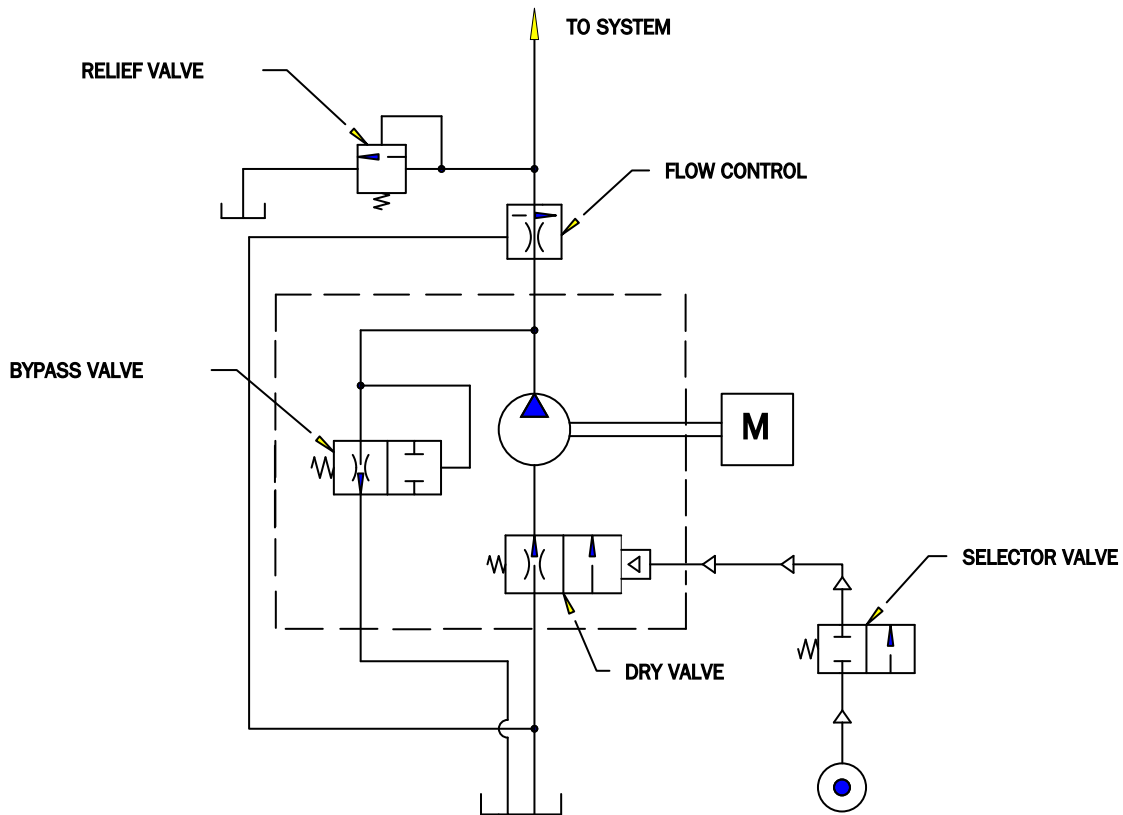 TO SYSTEM
RELIEF VALVE
FLOW CONTROL
BYPASS VALVE
M
SELECTOR VALVE
DRY VALVE